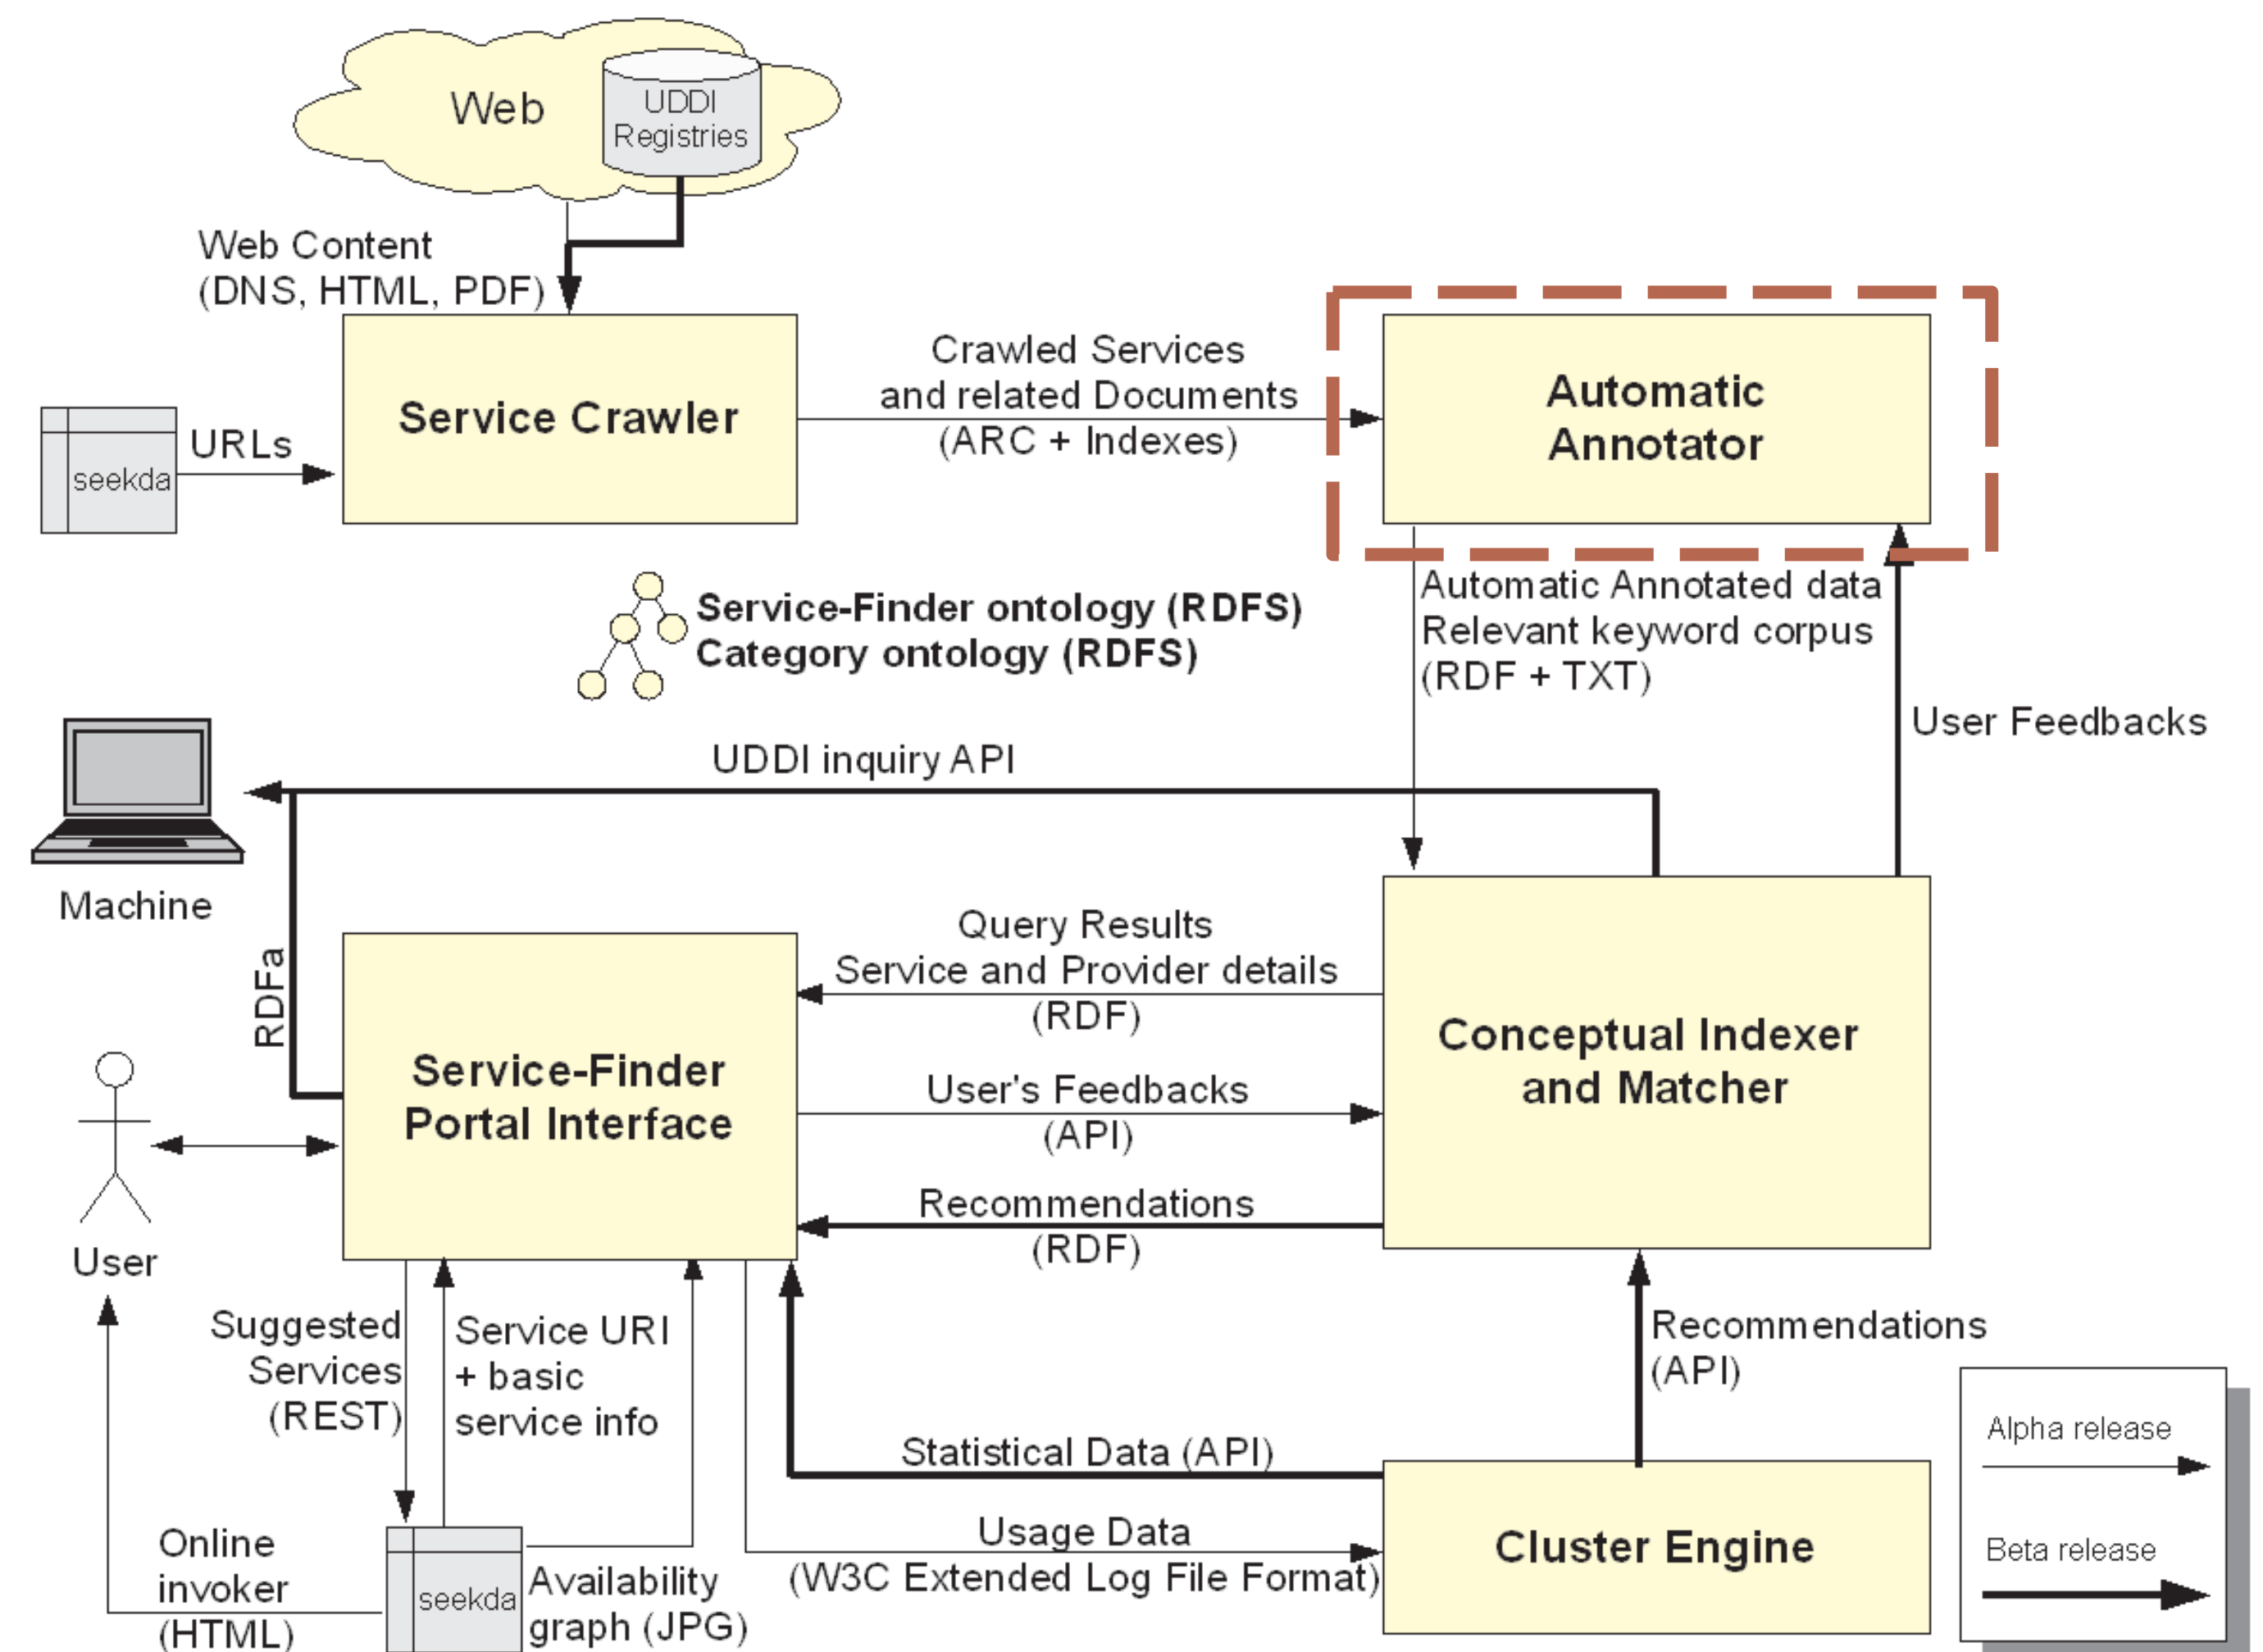 Web
UDDI
Registries
Web Content
(DNS, HTML, PDF)
Service Crawler
Crawled Services
and related Documents
(ARC + Indexes)
Automatic
Annotator
seekda
URLs
Service-Finder ontology (RDFS)
Category ontology (RDFS)
Automatic Annotated data
Relevant keyword corpus
(RDF + TXT)
User Feedbacks
UDDI inquiry API
Machine
RDFa
Query Results
Service and Provider details
(RDF)
Conceptual Indexer
and Matcher
Service-Finder
Portal Interface
User's Feedbacks
(API)
Recommendations
(RDF)
User
Suggested
Services
(REST)
Service URI
+ basic
service info
Recommendations
(API)
Statistical Data (API)
Usage Data
(W3C Extended Log File Format)
Cluster Engine
Online
invoker
(HTML)
seekda
Availability
graph (JPG)
Alpha release
Beta release